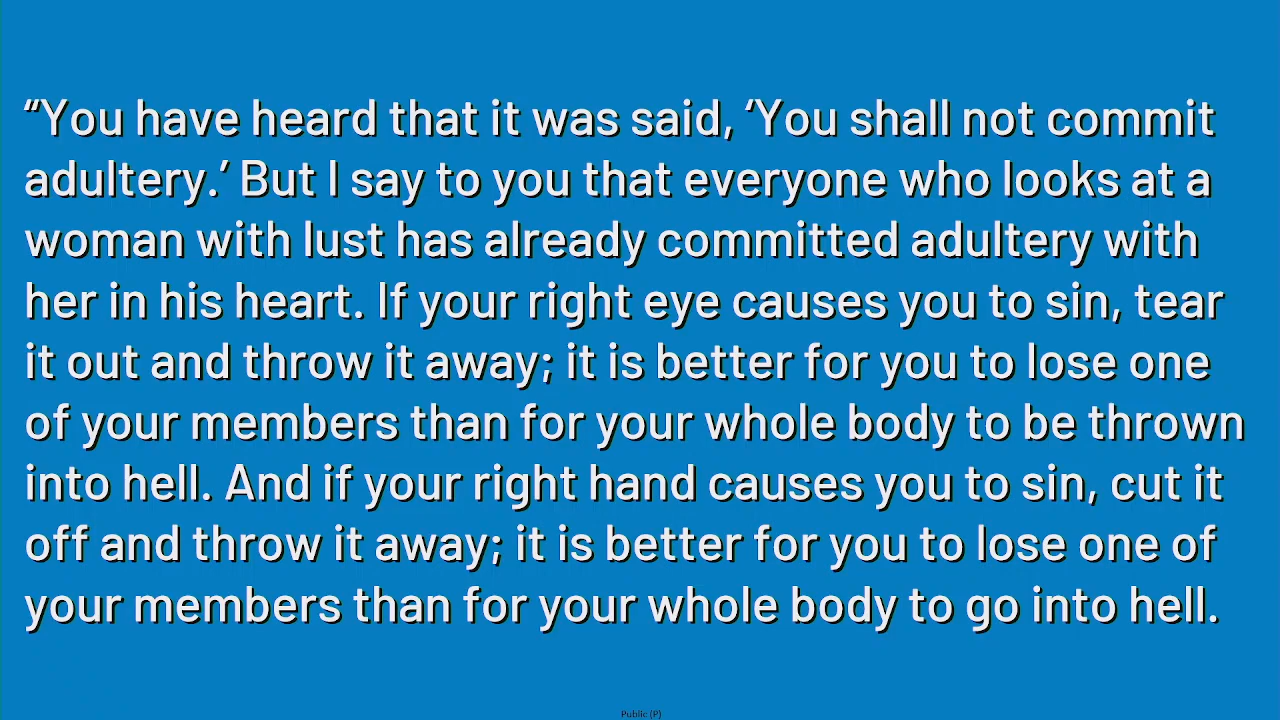 “You have heard that it was said, ‘You shall not commit
adultery.’ But I say to you that everyone who looks at a
woman with lust has already committed adultery with
her in his heart. If your right eye causes you to sin, tear
it out and throw it away; it is better for you to lose one
of your members than for your whole body to be thrown
into hell. And if your right hand causes you to sin, cut it
off and throw it away; it is better for you to lose one of
your members than for your whole body to go into hell.
Public (P)